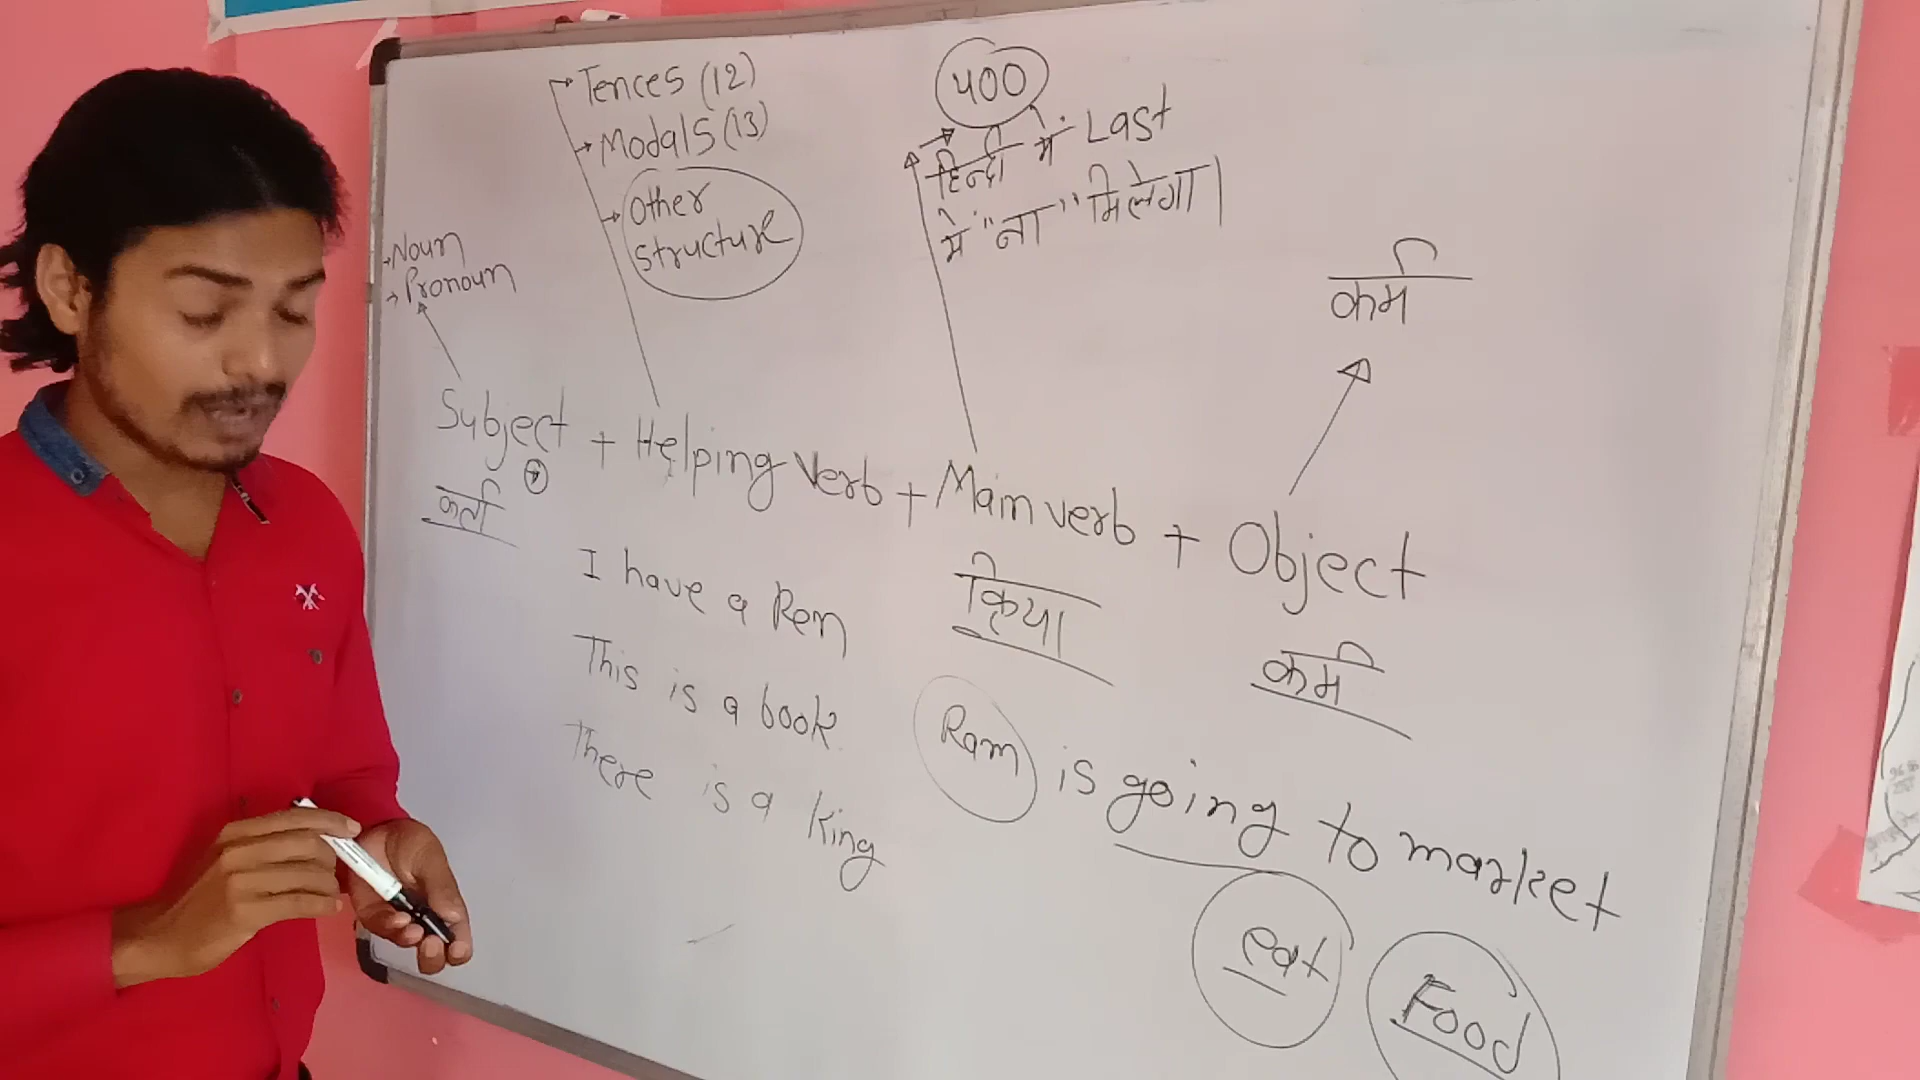 Tences (12)
Modals (13)
Other
structure
400
हिन्दी में Last
में "ना" मिलेगा।
Noun
Pronoun
कर्म
Subject + Helping Verb + Main verb + Object
कर्ता
क्रिया
कर्म
I have a Pen
This is a book
There is a King
Ram is going to market
eat
Food